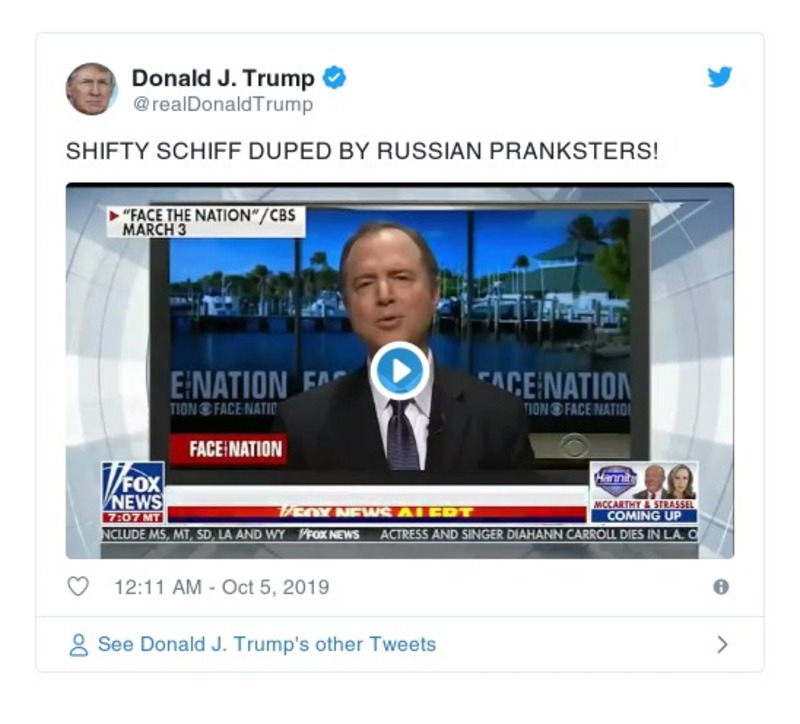 Donald J. Trump
@realDonaldTrump
SHIFTY SCHIFF DUPED BY RUSSIAN PRANKSTERS!
"FACE THE NATION"/CBS
MARCH 3
E NATION FAC FACE NATION
TION FACE NATIO TION FACE NATIO
FACE NATION
FOX
NEWS
7:07 MT
Hannity
MCCARTHY & STRASSEL
COMING UP
FOX NEWS ALERT
NCLUDE MS, MT, SD, LA AND WY FOX NEWS ACTRESS AND SINGER DIAHANN CARROLL DIES IN L.A. O
12:11 AM - Oct 5, 2019
See Donald J. Trump's other Tweets